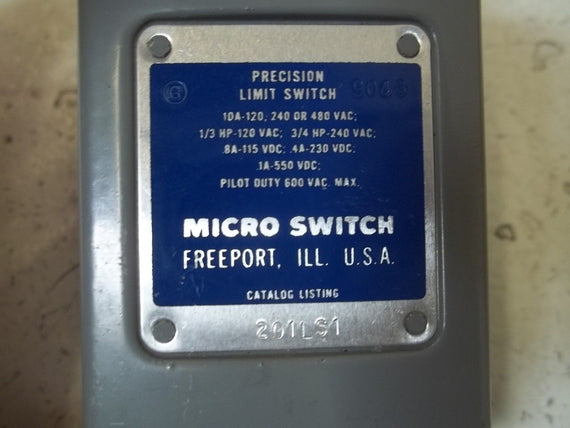 PRECISION
LIMIT SWITCH
10A-120, 240 OR 480 VAC;
1/3 HP-120 VAC; 3/4 HP-240 VAC;
.8A-115 VDC; .4A-230 VDC;
.1A-550 VDC;
PILOT DUTY 600 VAC MAX.
MICRO SWITCH
FREEPORT, ILL. U.S.A.
CATALOG LISTING
201LS1